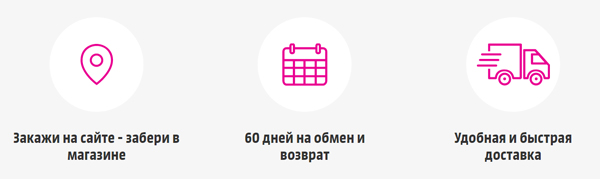 Закажи на сайте - забери в
магазине
60 дней на обмен и
возврат
Удобная и быстрая
доставка